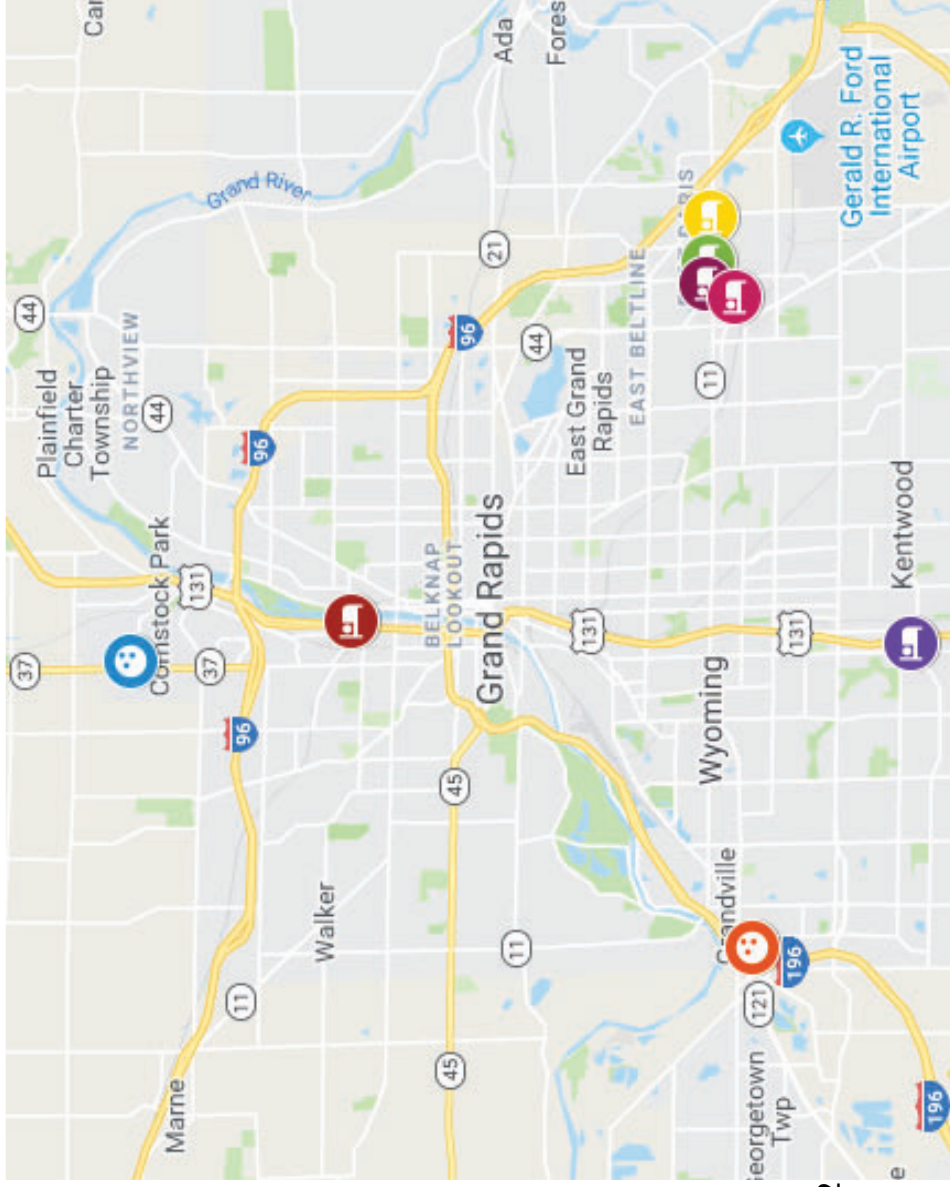 Car
Ada
Fores
44
Plainfield
Charter
Township
NORTHVIEW
44
Grand River
37
Comstock Park
131
37
96
96
21
96
44
Marne
11
Walker
45
45
BELKNAP
LOOKOUT
Grand Rapids
East Grand
Rapids
EAST BELTLINE
Gerald R. Ford
International
Airport
11
11
131
131
Wyoming
Kentwood
Grandville
196
121
eorgetown
Twp
196
e